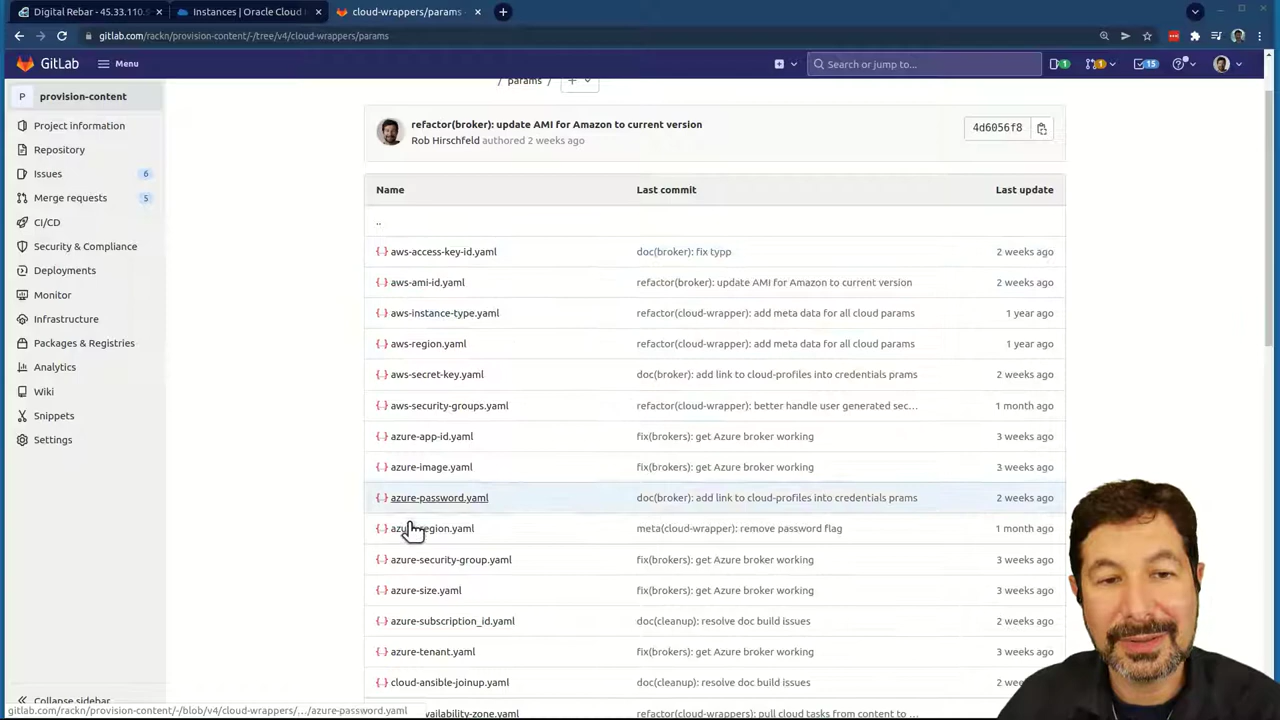 Digital Rebar - 45.33.110.
Instances | Oracle Cloud
cloud-wrappers/params
gitlab.com/rackn/provision-content/-/tree/v4/cloud-wrappers/params
GitLab
Menu
Search or jump to...
1
15
P
provision-content
/ params /
Project information
Repository
Issues 6
Merge requests 5
CI/CD
Security & Compliance
Deployments
Monitor
Infrastructure
Packages & Registries
Analytics
Wiki
Snippets
Settings
Collapse sidebar
refactor(broker): update AMI for Amazon to current version
Rob Hirschfeld authored 2 weeks ago
4d6056f8
Name Last commit Last update
..
aws-access-key-id.yaml doc(broker): fix typp 2 weeks ago
aws-ami-id.yaml refactor(broker): update AMI for Amazon to current version 2 weeks ago
aws-instance-type.yaml refactor(cloud-wrapper): add meta data for all cloud params 1 year ago
aws-region.yaml refactor(cloud-wrapper): add meta data for all cloud params 1 year ago
aws-secret-key.yaml doc(broker): add link to cloud-profiles into credentials prams 2 weeks ago
aws-security-groups.yaml refactor(cloud-wrapper): better handle user generated sec... 1 month ago
azure-app-id.yaml fix(brokers): get Azure broker working 3 weeks ago
azure-image.yaml fix(brokers): get Azure broker working 3 weeks ago
azure-password.yaml doc(broker): add link to cloud-profiles into credentials prams 2 weeks ago
azure-region.yaml meta(cloud-wrapper): remove password flag 1 month ago
azure-security-group.yaml fix(brokers): get Azure broker working 3 weeks ago
azure-size.yaml fix(brokers): get Azure broker working 3 weeks ago
azure-subscription_id.yaml doc(cleanup): resolve doc build issues 2 weeks ago
azure-tenant.yaml fix(brokers): get Azure broker working 3 weeks ago
cloud-ansible-joinup.yaml doc(cleanup): resolve doc build issues 2 weeks ago
availability-zone.yaml refactor(cloud-wrappers): pull cloud tasks from content to ...
gitlab.com/rackn/provision-content/-/blob/v4/cloud-wrappers/.../azure-password.yaml